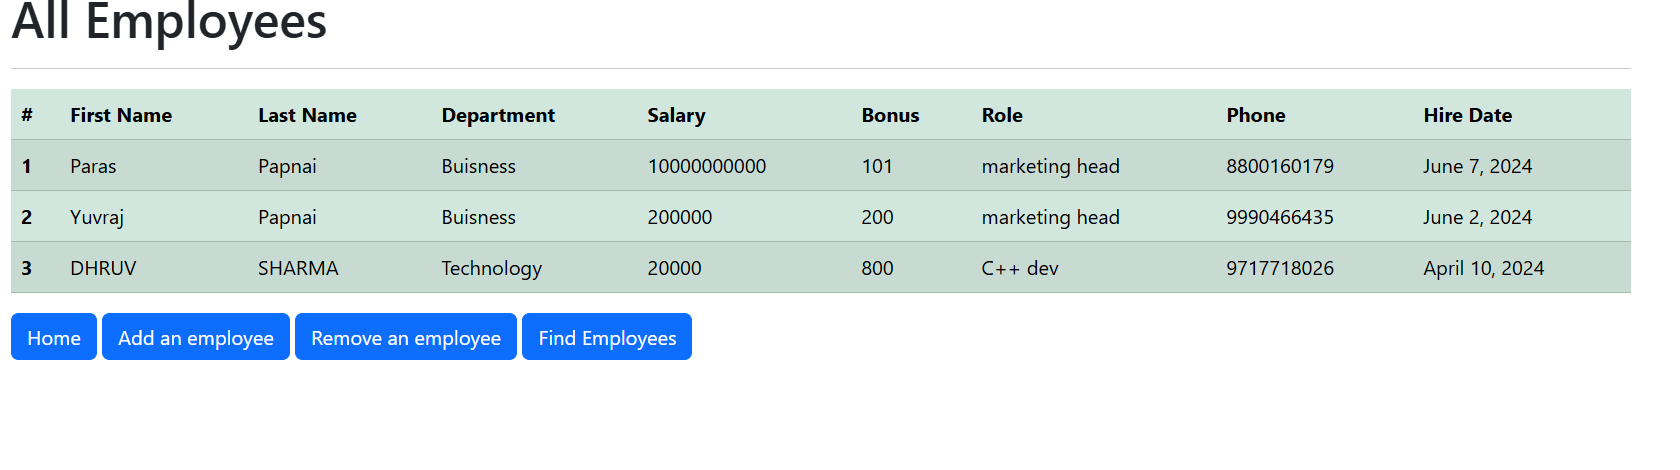 All Employees
# First Name Last Name Department Salary Bonus Role Phone Hire Date
1 Paras Papnai Buisness 10000000000 101 marketing head 8800160179 June 7, 2024
2 Yuvraj Papnai Buisness 200000 200 marketing head 9990466435 June 2, 2024
3 DHRUV SHARMA Technology 20000 800 C++ dev 9717718026 April 10, 2024
Home Add an employee Remove an employee Find Employees